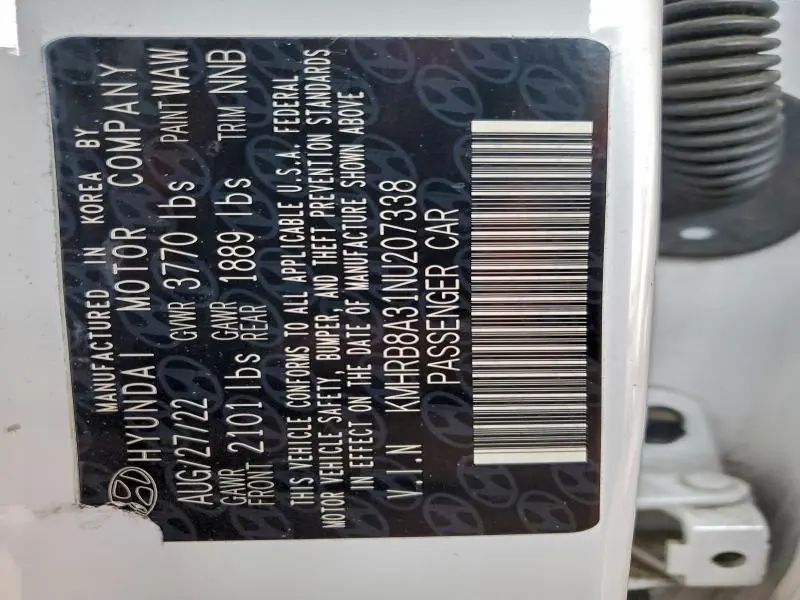 MANUFACTURED IN KOREA BY
HYUNDAI MOTOR COMPANY
AUG/27/22 GVWR 3770 lbs PAINT WAW
GAWR FRONT 2101 lbs GAWR REAR 1889 lbs TRIM NNB
THIS VEHICLE CONFORMS TO ALL APPLICABLE U.S.A. FEDERAL
MOTOR VEHICLE SAFETY, BUMPER, AND THEFT PREVENTION STANDARDS
IN EFFECT ON THE DATE OF MANUFACTURE SHOWN ABOVE
V.I.N KMHRB8A31NU207338
PASSENGER CAR